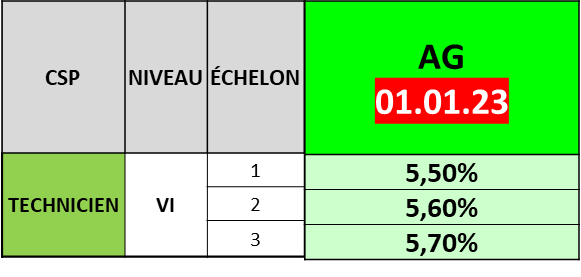 CSP NIVEAU ÉCHELON AG
01.01.23
TECHNICIEN VI 1 5,50%
2 5,60%
3 5,70%